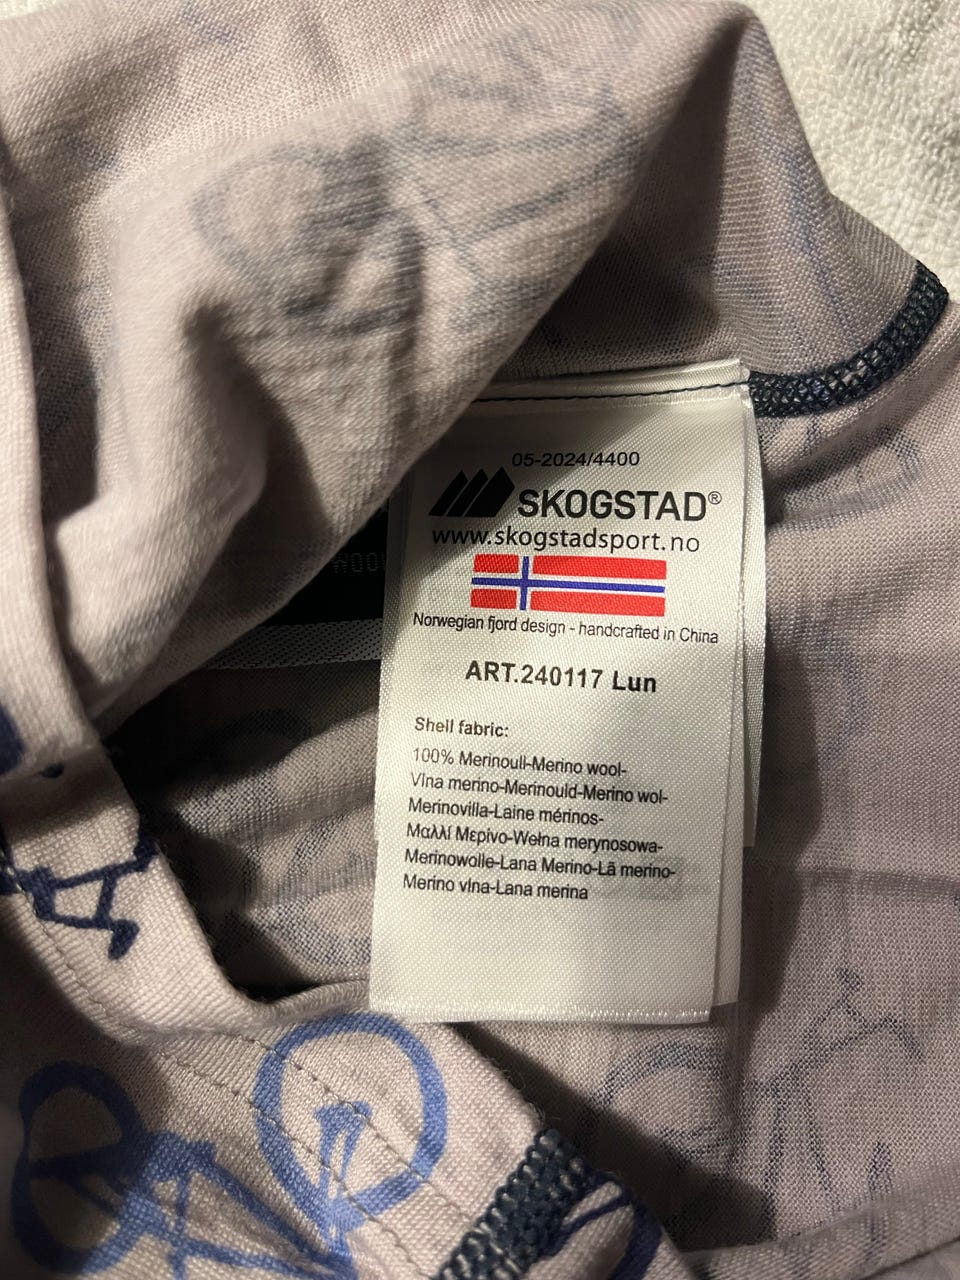 05-2024/4400
SKOGSTAD®
www.skogstadsport.no
Norwegian fjord design - handcrafted in China
ART.240117 Lun
Shell fabric:
100% Merinoull-Merino wool-
Vlna merino-Merinould-Merino wol-
Merinovilla-Laine mérinos-
Μαλλί Μερίνο-Wełna merynosowa-
Merinowolle-Lana Merino-Lã merino-
Merino vlna-Lana merina